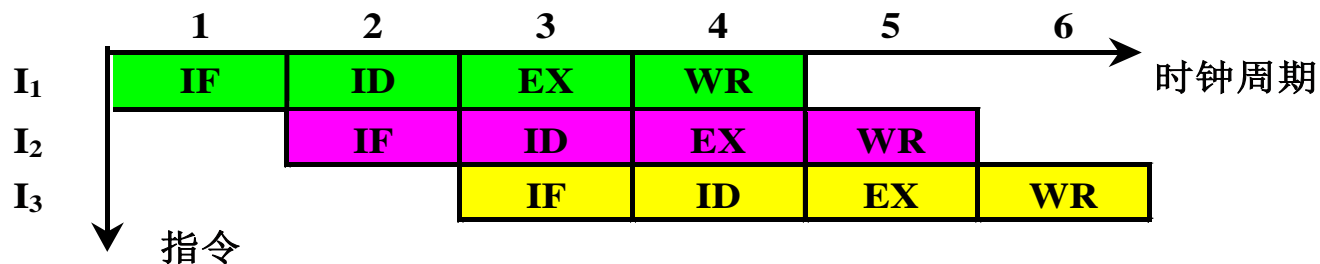 1 2 3 4 5 6
I₁ IF ID EX WR 时钟周期
I₂ IF ID EX WR
I₃ IF ID EX WR
指令